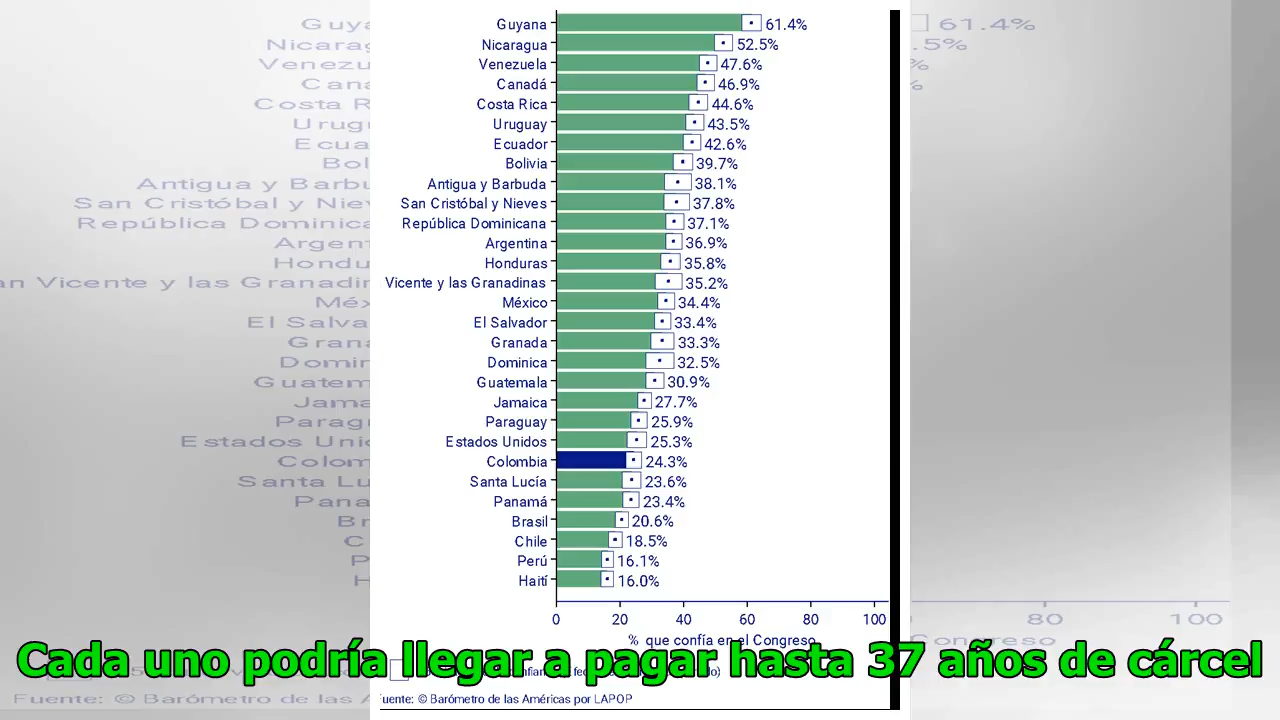 Guyana 61.4%
Nicaragua 52.5%
Venezuela 47.6%
Canadá 46.9%
Costa Rica 44.6%
Uruguay 43.5%
Ecuador 42.6%
Bolivia 39.7%
Antigua y Barbuda 38.1%
San Cristóbal y Nieves 37.8%
República Dominicana 37.1%
Argentina 36.9%
Honduras 35.8%
Vicente y las Granadinas 35.2%
México 34.4%
El Salvador 33.4%
Granada 33.3%
Dominica 32.5%
Guatemala 30.9%
Jamaica 27.7%
Paraguay 25.9%
Estados Unidos 25.3%
Colombia 24.3%
Santa Lucía 23.6%
Panamá 23.4%
Brasil 20.6%
Chile 18.5%
Perú 16.1%
Haití 16.0%
0 20 40 60 80 100
% que confía en el Congreso
Cada uno podría llegar a pagar hasta 37 años de cárcel
uente: © Barómetro de las Américas por LAPOP